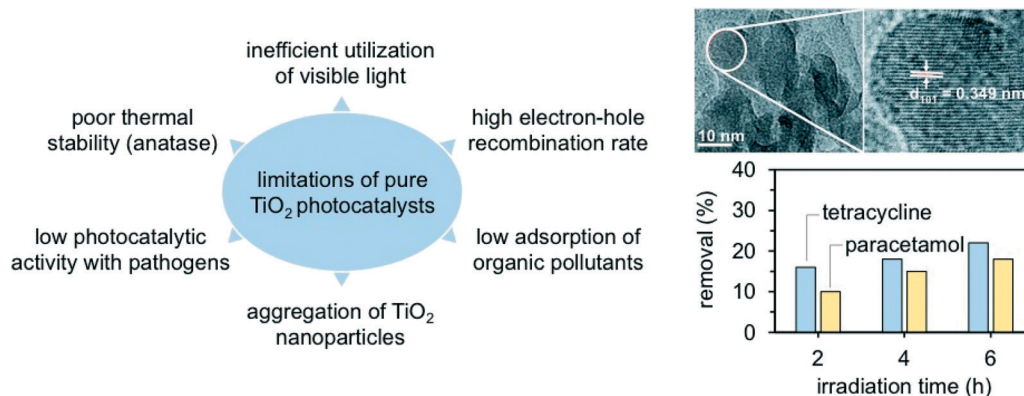 inefficient utilization
of visible light
poor thermal
stability (anatase)
high electron-hole
recombination rate
limitations of pure
TiO₂ photocatalysts
low photocatalytic
activity with pathogens
low adsorption of
organic pollutants
aggregation of TiO₂
nanoparticles
10 nm
d₁₀₁ = 0.349 nm
removal (%)
40
30
20
10
0
tetracycline
paracetamol
2 4 6
irradiation time (h)